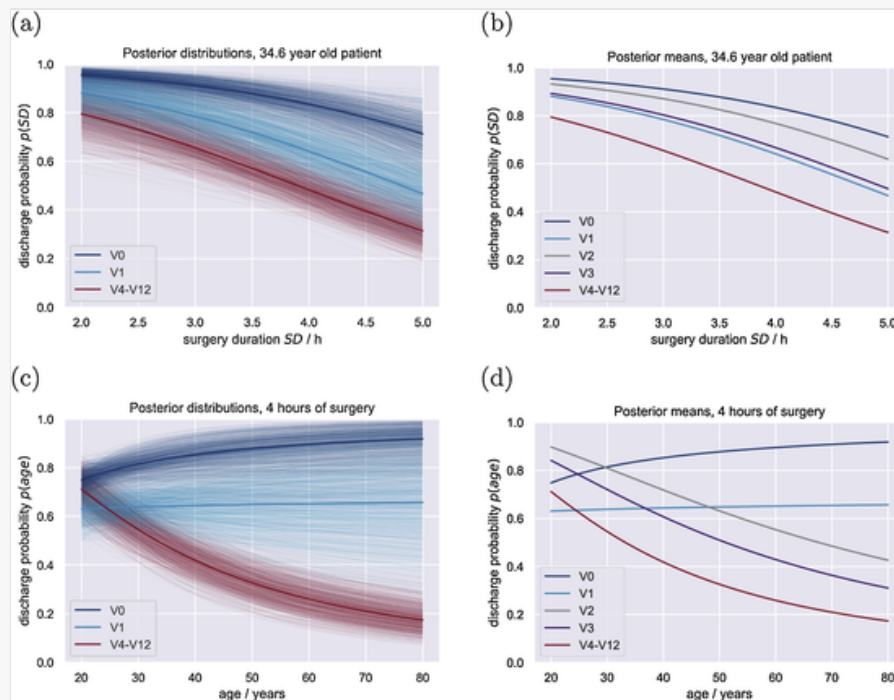 (a)
Posterior distributions, 34.6 year old patient
discharge probability p(SD)
1.0
0.8
0.6
0.4
0.2
0.0
V0
V1
V4-V12
2.0 2.5 3.0 3.5 4.0 4.5 5.0
surgery duration SD / h
(b)
Posterior means, 34.6 year old patient
discharge probability p(SD)
1.0
0.8
0.6
0.4
0.2
0.0
V0
V1
V2
V3
V4-V12
2.0 2.5 3.0 3.5 4.0 4.5 5.0
surgery duration SD / h
(c)
Posterior distributions, 4 hours of surgery
discharge probability p(age)
1.0
0.8
0.6
0.4
0.2
0.0
V0
V1
V4-V12
20 30 40 50 60 70 80
age / years
(d)
Posterior means, 4 hours of surgery
discharge probability p(age)
1.0
0.8
0.6
0.4
0.2
0.0
V0
V1
V2
V3
V4-V12
20 30 40 50 60 70 80
age / years